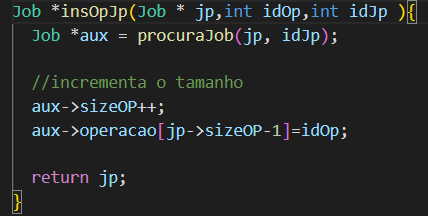 Job *insOpJp(Job * jp,int idOp,int idJp ){
Job *aux = procuraJob(jp, idJp);
//incrementa o tamanho
aux->sizeOP++;
aux->operacao[jp->sizeOP-1]=idOp;
return jp;
}